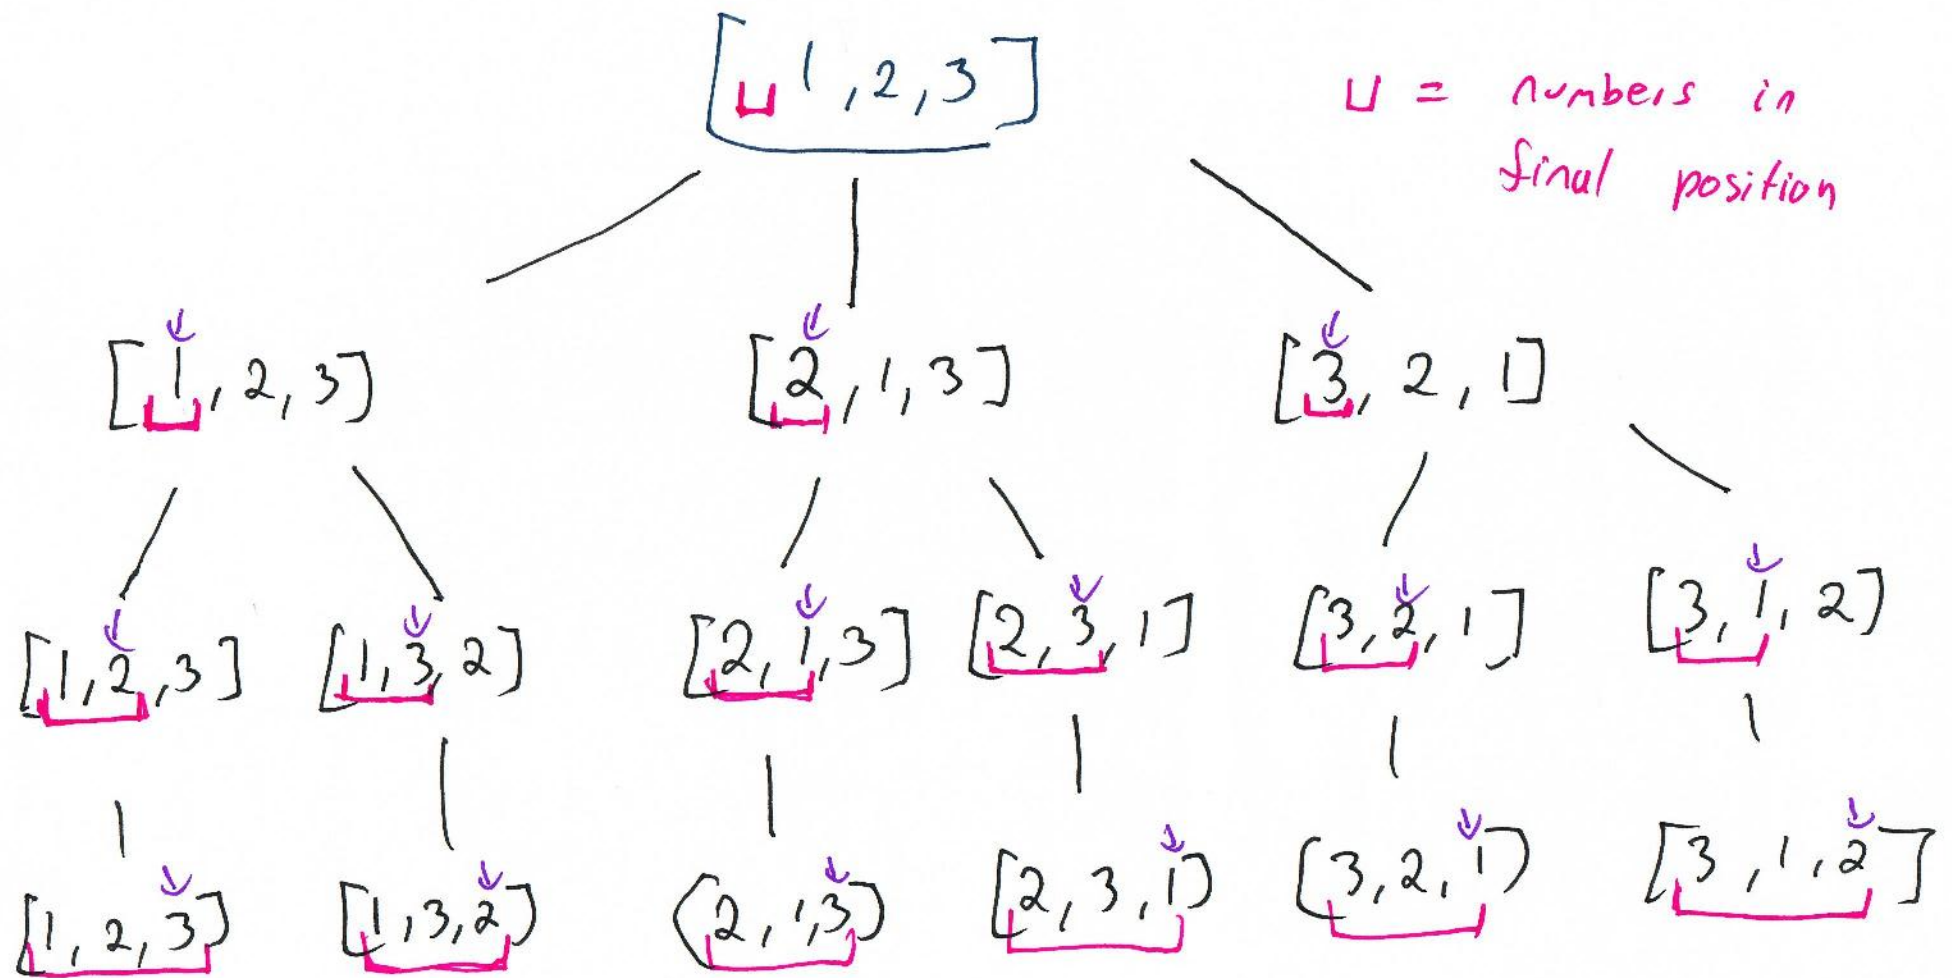 [⊔ 1, 2, 3]
⊔ = numbers in
final position
[1, 2, 3]
[2, 1, 3]
[3, 2, 1]
[1, 2, 3]
[1, 3, 2]
[2, 1, 3]
[2, 3, 1]
[3, 2, 1]
[3, 1, 2]
[1, 2, 3]
[1, 3, 2)
(2, 1, 3)
[2, 3, 1)
(3, 2, 1)
[3, 1, 2]